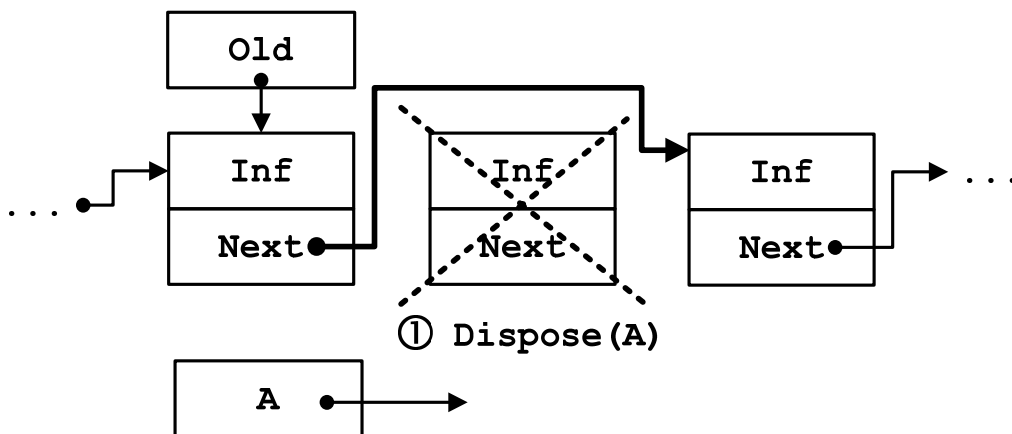 Old
Inf Inf Inf
... ...
Next Next Next
① Dispose(A)
A